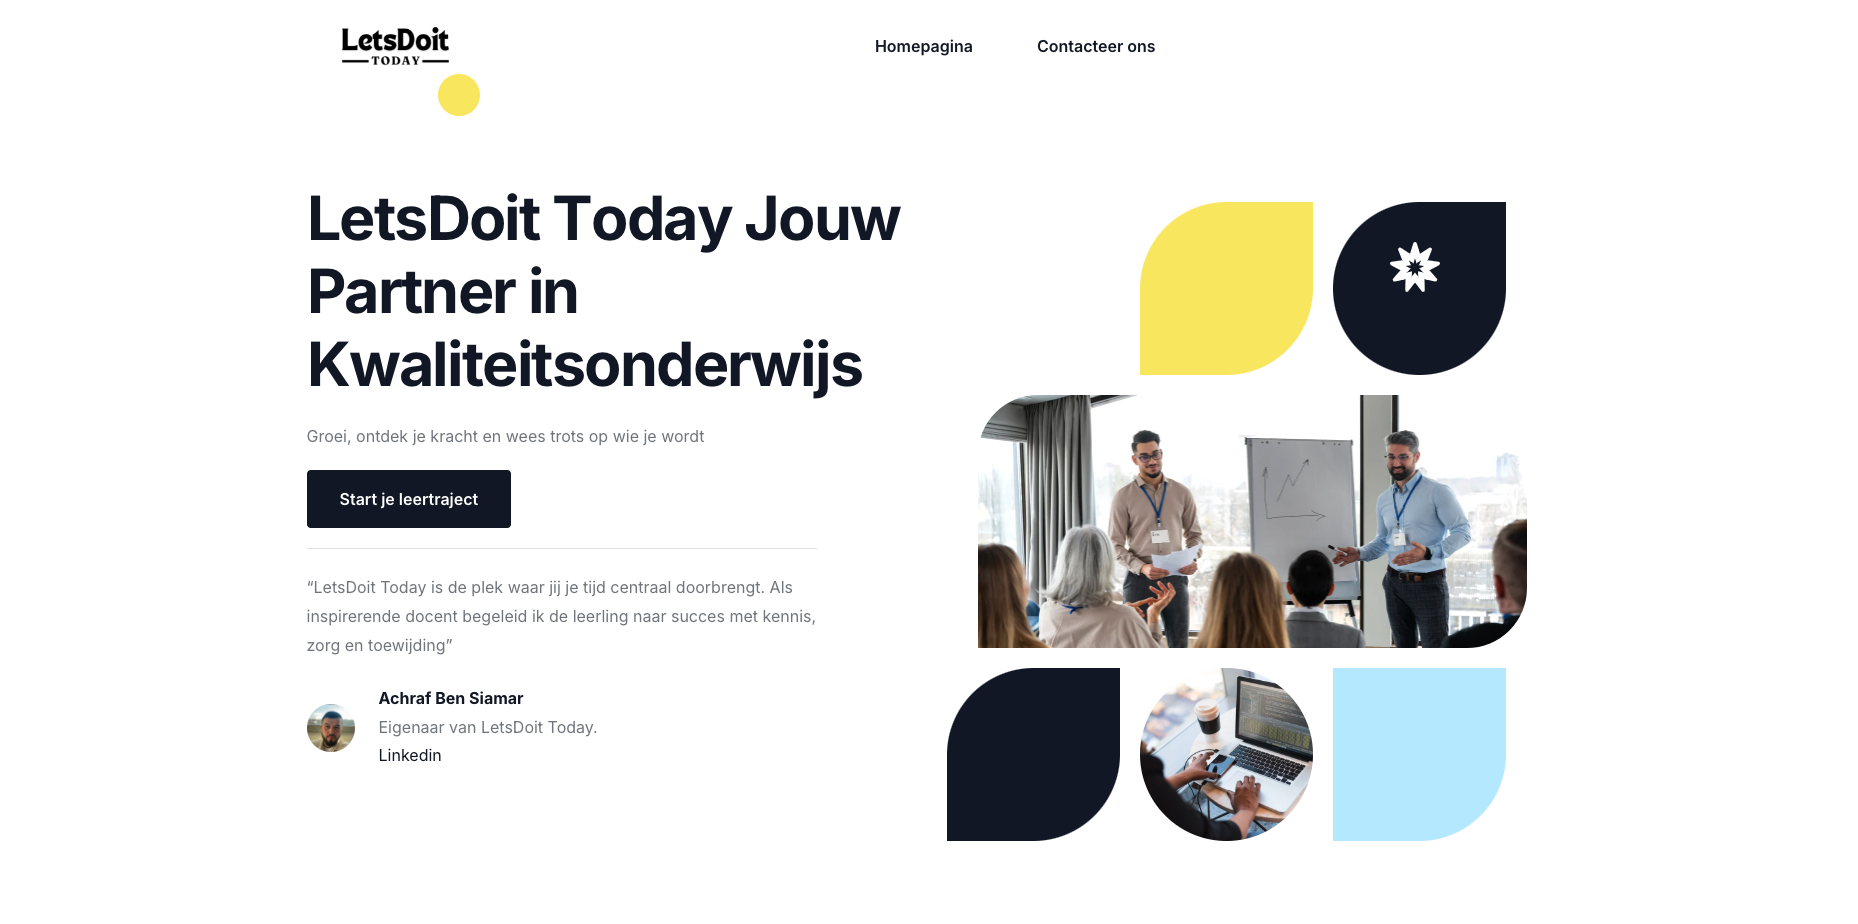 LetsDoit
TODAY
Homepagina
Contacteer ons
LetsDoit Today Jouw
Partner in
Kwaliteitsonderwijs
Groei, ontdek je kracht en wees trots op wie je wordt
Start je leertraject
“LetsDoit Today is de plek waar jij je tijd centraal doorbrengt. Als
inspirerende docent begeleid ik de leerling naar succes met kennis,
zorg en toewijding”
Achraf Ben Siamar
Eigenaar van LetsDoit Today.
Linkedin